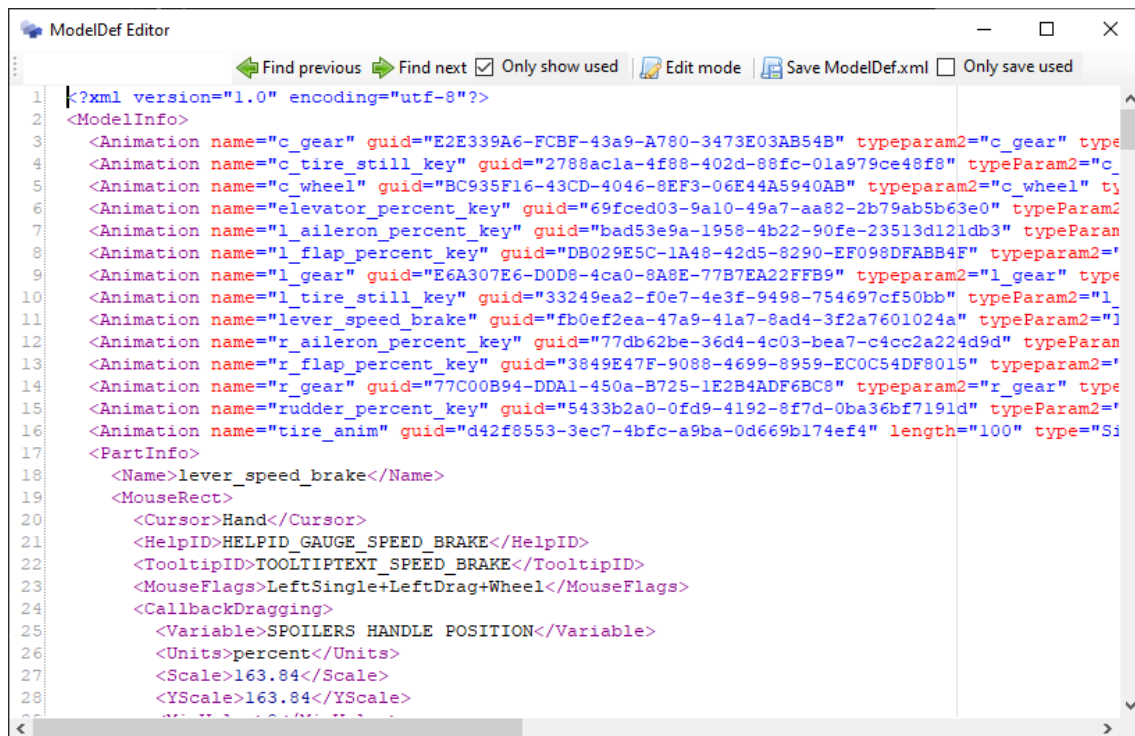 ModelDef Editor
Find previous Find next Only show used Edit mode Save ModelDef.xml Only save used
1 <?xml version="1.0" encoding="utf-8"?>
2 <ModelInfo>
3 <Animation name="c_gear" guid="E2E339A6-FCBF-43a9-A780-3473E03AB54B" typeparam2="c_gear" type
4 <Animation name="c_tire_still_key" guid="2788ac1a-4f88-402d-88fc-01a979ce48f8" typeParam2="c_
5 <Animation name="c_wheel" guid="BC935F16-43CD-4046-8EF3-06E44A5940AB" typeparam2="c_wheel" ty
6 <Animation name="elevator_percent_key" guid="69fced03-9a10-49a7-aa82-2b79ab5b63e0" typeParam2
7 <Animation name="l_aileron_percent_key" guid="bad53e9a-1958-4b22-90fe-23513d121db3" typeParam
8 <Animation name="l_flap_percent_key" guid="DB029E5C-1A48-42d5-8290-EF098DFABB4F" typeparam2="
9 <Animation name="l_gear" guid="E6A307E6-D0D8-4ca0-8A8E-77B7EA22FFB9" typeparam2="l_gear" type
10 <Animation name="l_tire_still_key" guid="33249ea2-f0e7-4e3f-9498-754697cf50bb" typeParam2="l_
11 <Animation name="lever_speed_brake" guid="fb0ef2ea-47a9-41a7-8ad4-3f2a7601024a" typeParam2="l
12 <Animation name="r_aileron_percent_key" guid="77db62be-36d4-4c03-bea7-c4cc2a224d9d" typeParam
13 <Animation name="r_flap_percent_key" guid="3849E47F-9088-4699-8959-EC0C54DF8015" typeparam2="
14 <Animation name="r_gear" guid="77C00B94-DDA1-450a-B725-1E2B4ADF6BC8" typeparam2="r_gear" type
15 <Animation name="rudder_percent_key" guid="5433b2a0-0fd9-4192-8f7d-0ba36bf7191d" typeParam2="
16 <Animation name="tire_anim" guid="d42f8553-3ec7-4bfc-a9ba-0d669b174ef4" length="100" type="Si
17 <PartInfo>
18 <Name>lever_speed_brake</Name>
19 <MouseRect>
20 <Cursor>Hand</Cursor>
21 <HelpID>HELPID_GAUGE_SPEED_BRAKE</HelpID>
22 <TooltipID>TOOLTIPTEXT_SPEED_BRAKE</TooltipID>
23 <MouseFlags>LeftSingle+LeftDrag+Wheel</MouseFlags>
24 <CallbackDragging>
25 <Variable>SPOILERS HANDLE POSITION</Variable>
26 <Units>percent</Units>
27 <Scale>163.84</Scale>
28 <YScale>163.84</YScale>